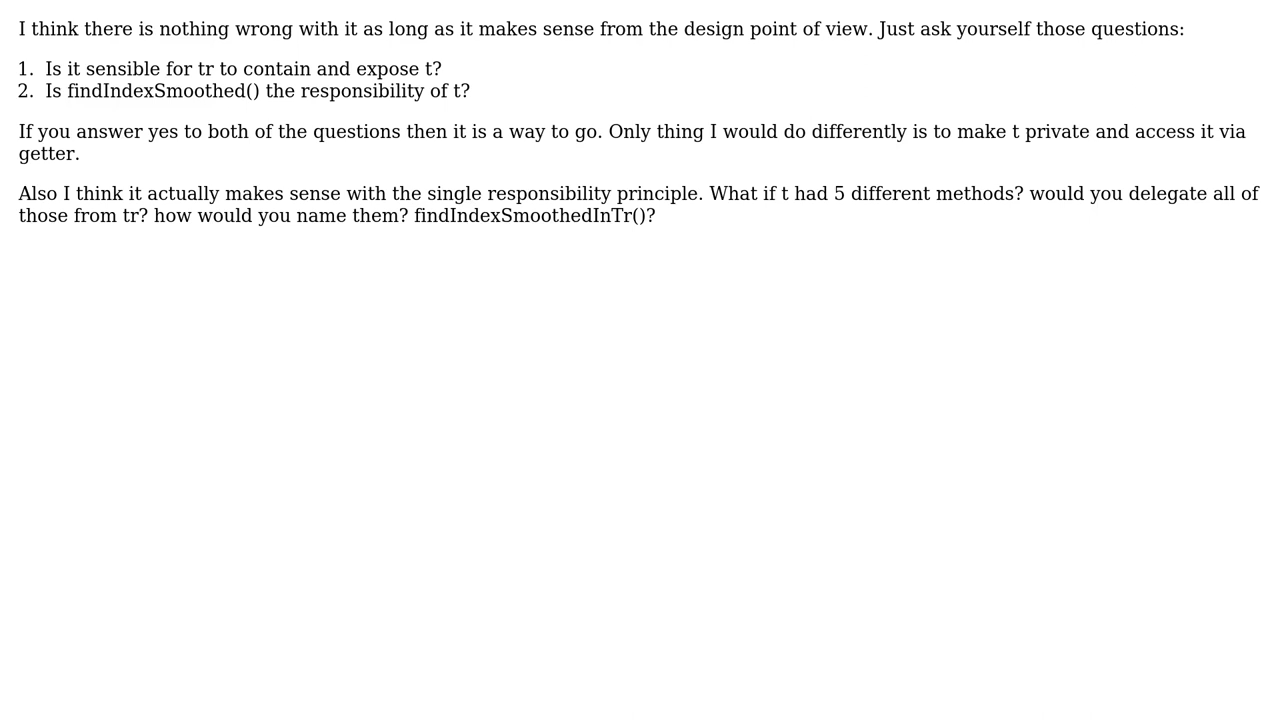 I think there is nothing wrong with it as long as it makes sense from the design point of view. Just ask yourself those questions:
1. Is it sensible for tr to contain and expose t?
2. Is findIndexSmoothed() the responsibility of t?
If you answer yes to both of the questions then it is a way to go. Only thing I would do differently is to make t private and access it via
getter.
Also I think it actually makes sense with the single responsibility principle. What if t had 5 different methods? would you delegate all of
those from tr? how would you name them? findIndexSmoothedInTr()?